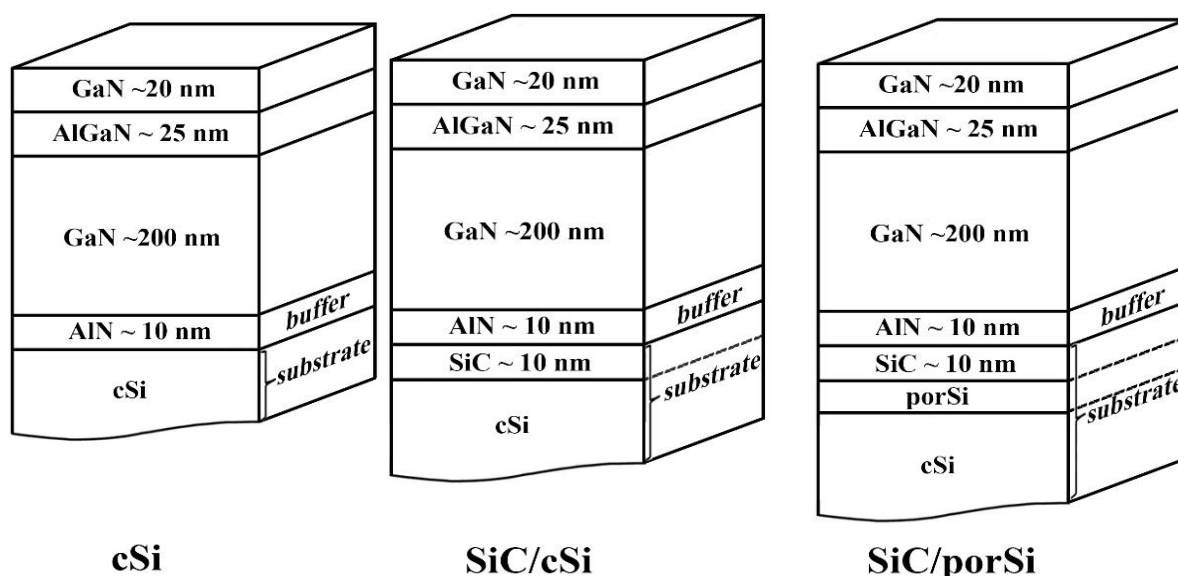 GaN ~20 nm
AlGaN ~ 25 nm
GaN ~200 nm
AlN ~ 10 nm
buffer
cSi
substrate
cSi
GaN ~20 nm
AlGaN ~ 25 nm
GaN ~200 nm
AlN ~ 10 nm
buffer
SiC ~ 10 nm
substrate
cSi
SiC/cSi
GaN ~20 nm
AlGaN ~ 25 nm
GaN ~200 nm
AlN ~ 10 nm
buffer
SiC ~ 10 nm
porSi
substrate
cSi
SiC/porSi